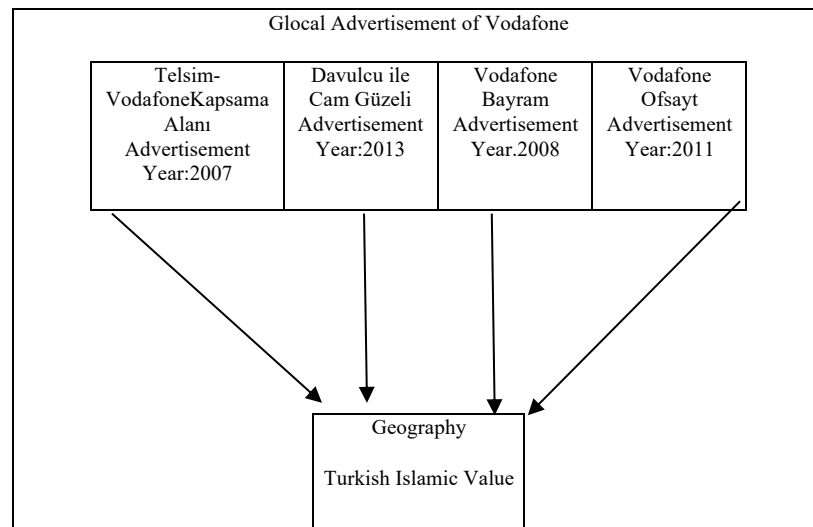 Glocal Advertisement of Vodafone
Telsim-
VodafoneKapsama
Alanı
Advertisement
Year:2007
Davulcu ile
Cam Güzeli
Advertisement
Year:2013
Vodafone
Bayram
Advertisement
Year.2008
Vodafone
Ofsayt
Advertisement
Year:2011
Geography
Turkish Islamic Value